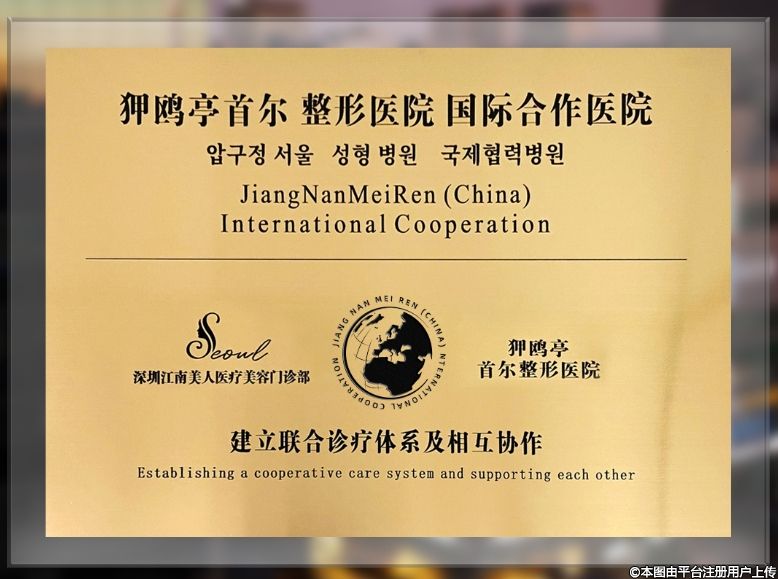 狎鸥亭首尔 整形医院 国际合作医院
압구정 서울 성형 병원 국제협력병원
JiangNanMeiRen (China)
International Cooperation
Seoul
深圳江南美人医疗美容门诊部
JIANG NAN MEI REN (CHINA) INTERNATIONAL COOPERATION
狎鸥亭
首尔整形医院
建立联合诊疗体系及相互协作
Establishing a cooperative care system and supporting each other
©本图由平台注册用户上传